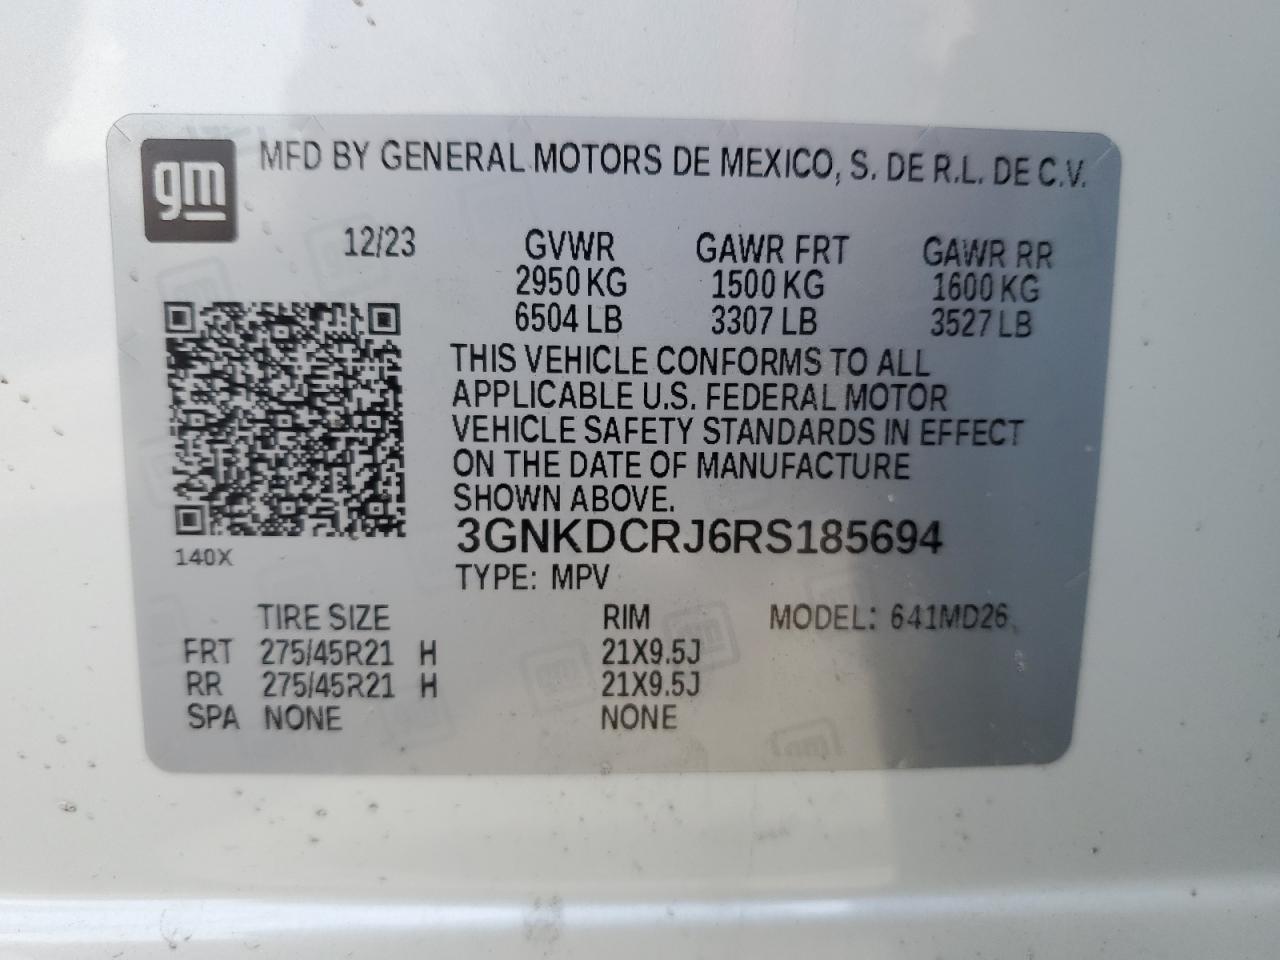 gm
MFD BY GENERAL MOTORS DE MEXICO, S. DE R.L. DE C.V.
12/23 GVWR GAWR FRT GAWR RR
2950 KG 1500 KG 1600 KG
6504 LB 3307 LB 3527 LB
THIS VEHICLE CONFORMS TO ALL
APPLICABLE U.S. FEDERAL MOTOR
VEHICLE SAFETY STANDARDS IN EFFECT
ON THE DATE OF MANUFACTURE
SHOWN ABOVE.
3GNKDCRJ6RS185694
140X
TYPE: MPV
TIRE SIZE RIM MODEL: 641MD26
FRT 275/45R21 H 21X9.5J
RR 275/45R21 H 21X9.5J
SPA NONE NONE